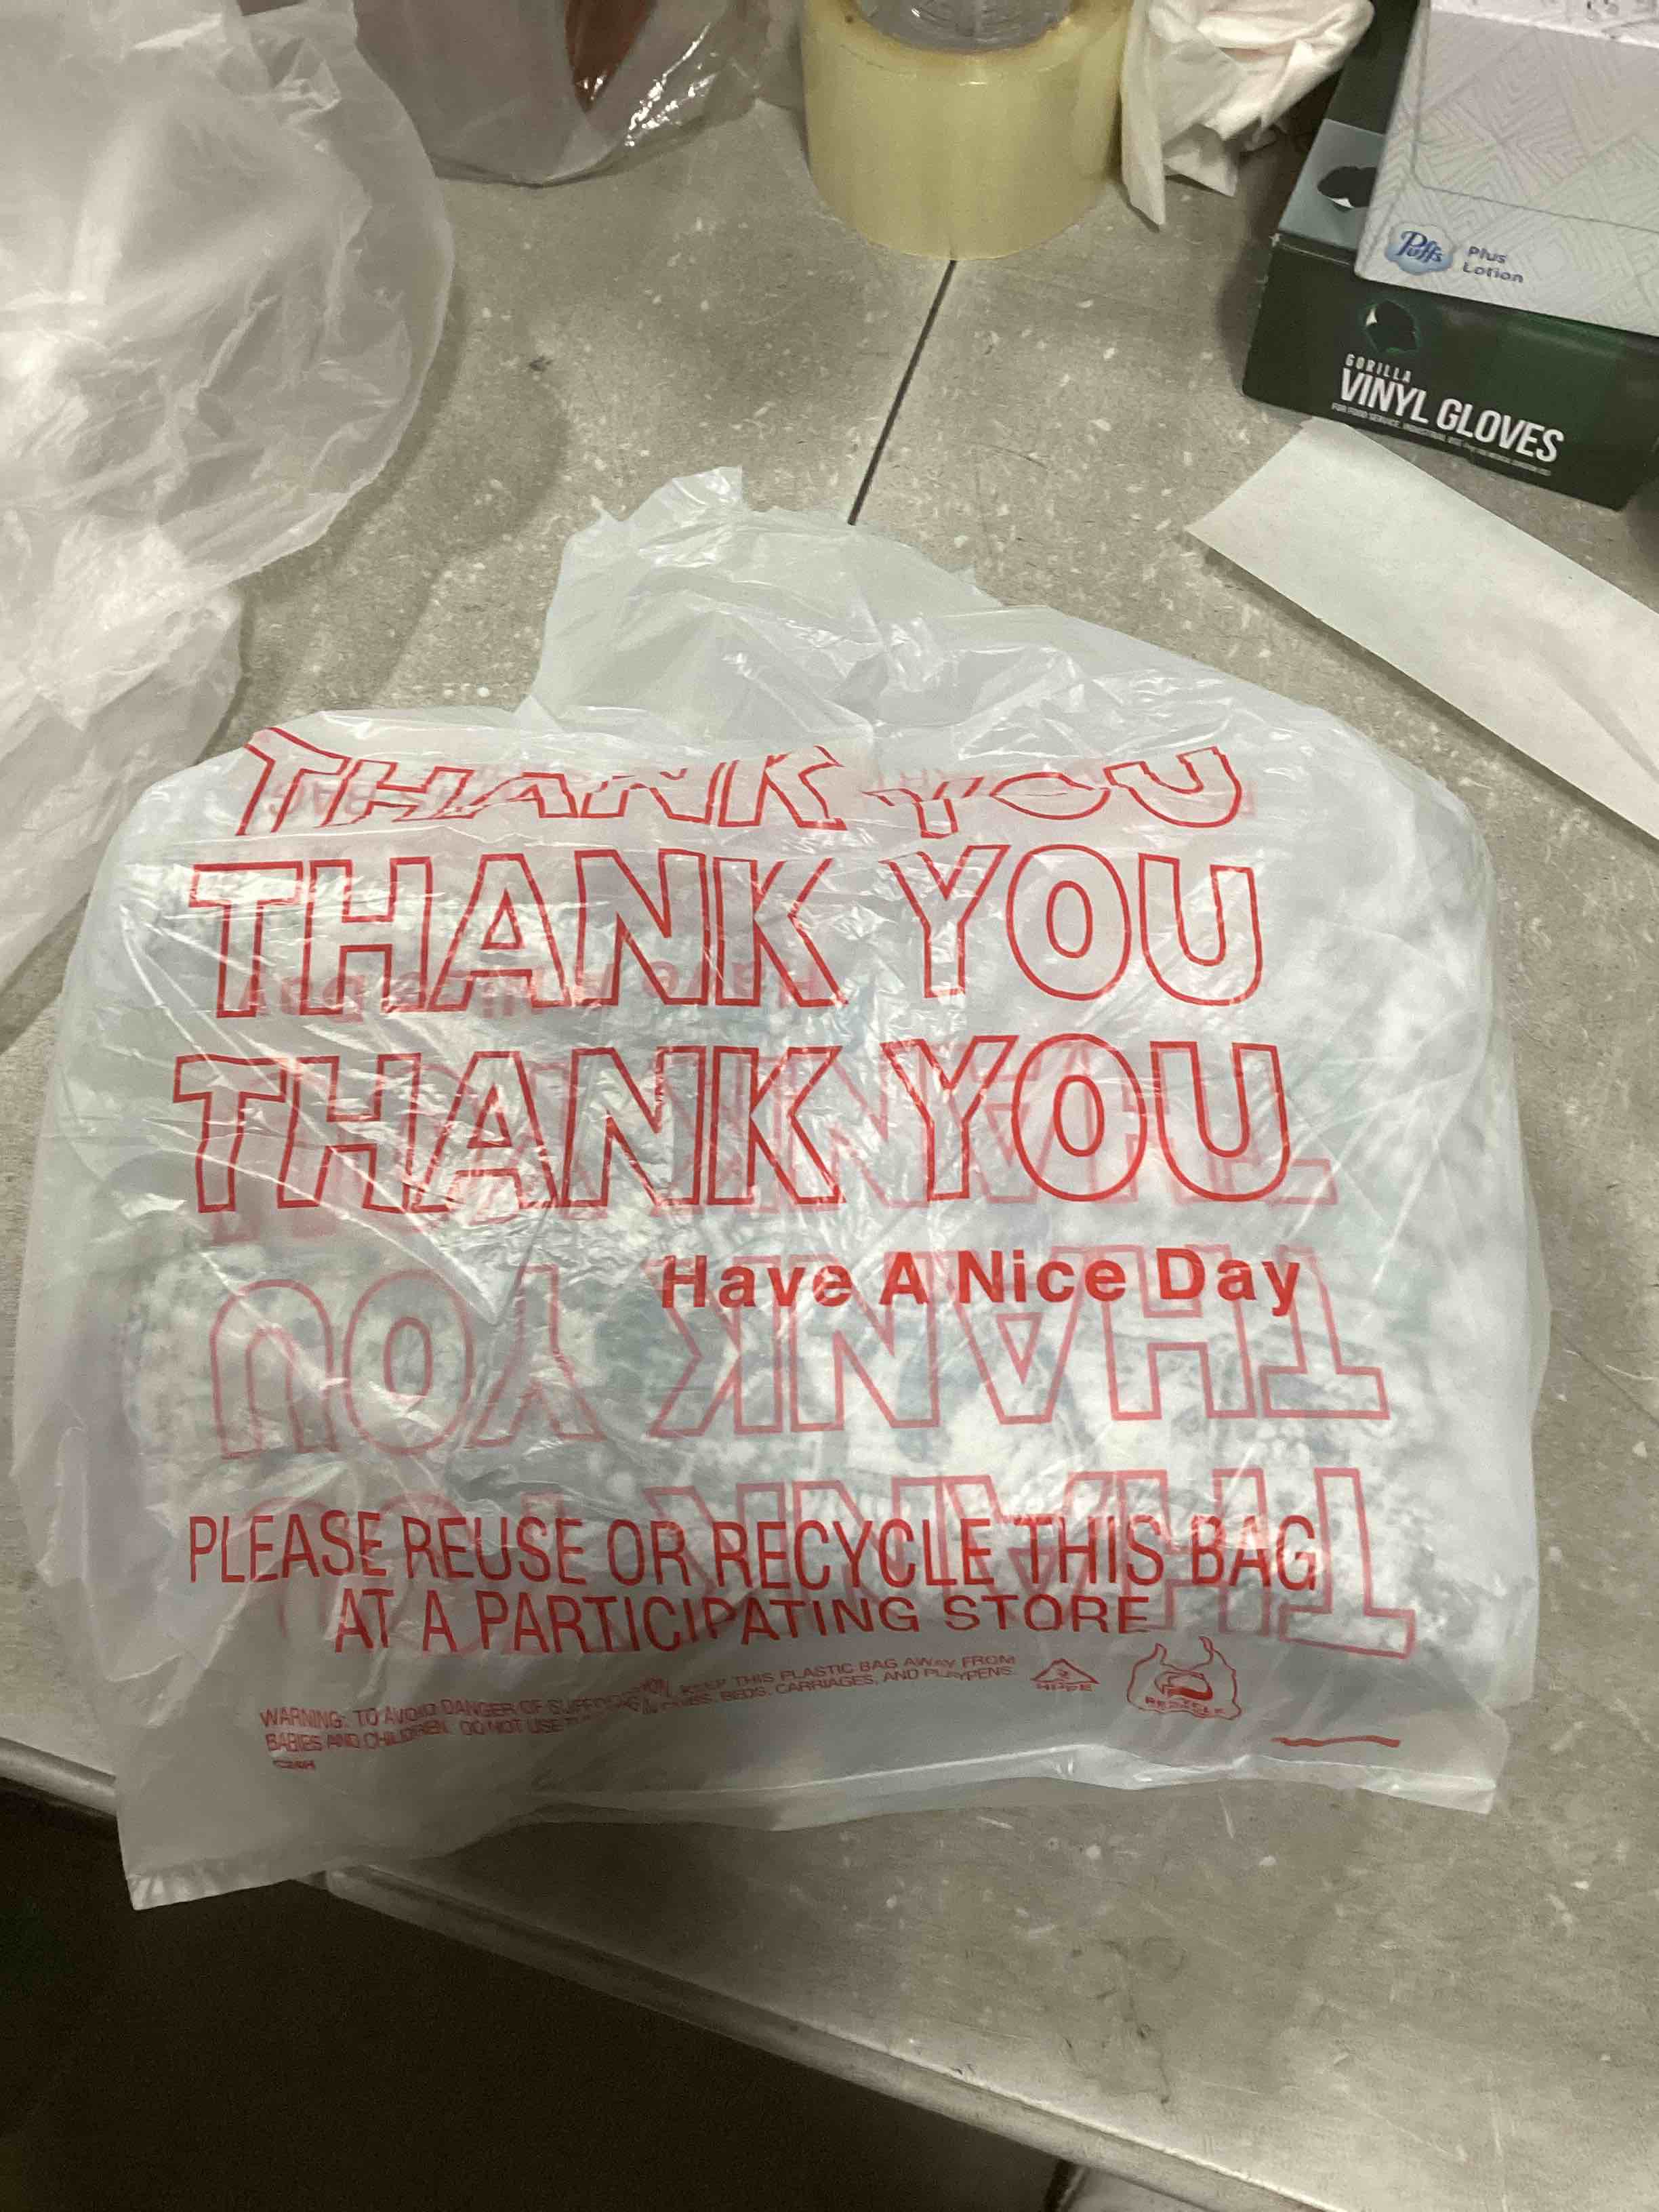 Puffs Plus
Lotion
GORILLA
VINYL GLOVES
THANK YOU
THANK YOU
THANK YOU
Have A Nice Day
PLEASE REUSE OR RECYCLE THIS BAG
AT A PARTICIPATING STORE
WARNING: TO AVOID DANGER OF KEEP THIS PLASTIC BAG AWAY FROM
BABIES AND CHILDREN. DO NOT USE BEDS, CARRIAGES, AND PLAYPENS.
2
HDPE
RECYCLE